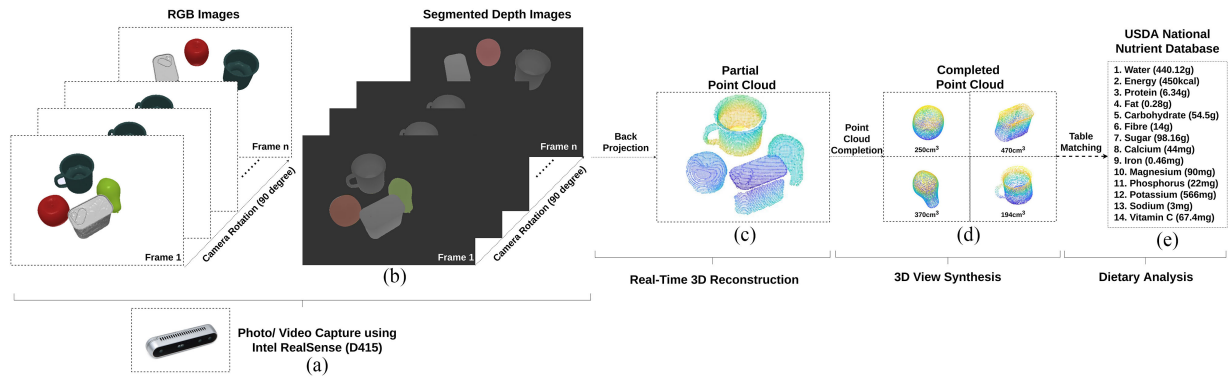 RGB Images
Frame n
Camera Rotation (90 degree)
Frame 1
Segmented Depth Images
Frame n
Camera Rotation (90 degree)
Frame 1
(b)
Photo/ Video Capture using
Intel RealSense (D415)
(a)
Back
Projection
Partial
Point Cloud
(c)
Real-Time 3D Reconstruction
Point
Cloud
Completion
Completed
Point Cloud
250cm³
470cm³
370cm³
194cm³
(d)
3D View Synthesis
Table
Matching
USDA National
Nutrient Database
1. Water (440.12g)
2. Energy (450kcal)
3. Protein (6.34g)
4. Fat (0.28g)
5. Carbohydrate (54.5g)
6. Fibre (14g)
7. Sugar (98.16g)
8. Calcium (44mg)
9. Iron (0.46mg)
10. Magnesium (90mg)
11. Phosphorus (22mg)
12. Potassium (566mg)
13. Sodium (3mg)
14. Vitamin C (67.4mg)
(e)
Dietary Analysis